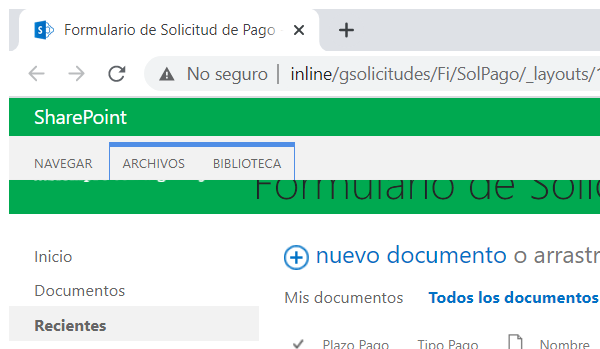 Formulario de Solicitud de Pago
No seguro | inline/gsolicitudes/Fi/SolPago/_layouts/
SharePoint
NAVEGAR ARCHIVOS BIBLIOTECA
Formulario de Solic
Inicio
nuevo documento o arrastr
Documentos
Mis documentos Todos los documentos
Recientes
Plazo Pago Tipo Pago Nombre